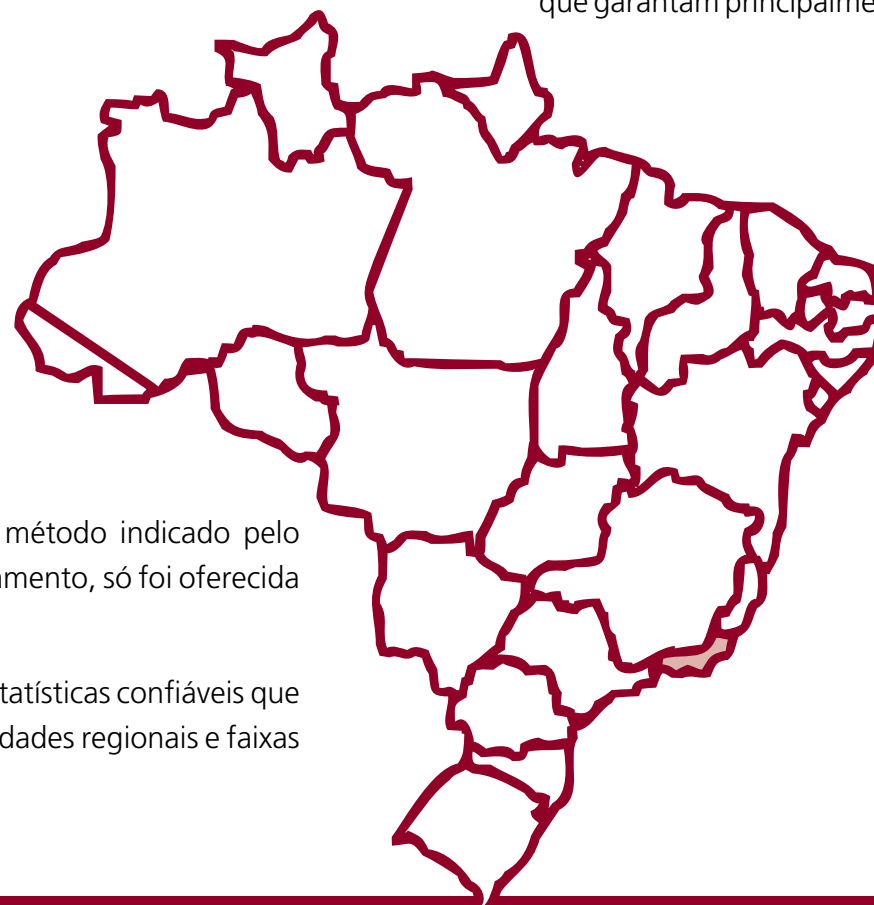 que garantam principalme
método indicado pelo
amento, só foi oferecida
tatísticas confiáveis que
dades regionais e faixas